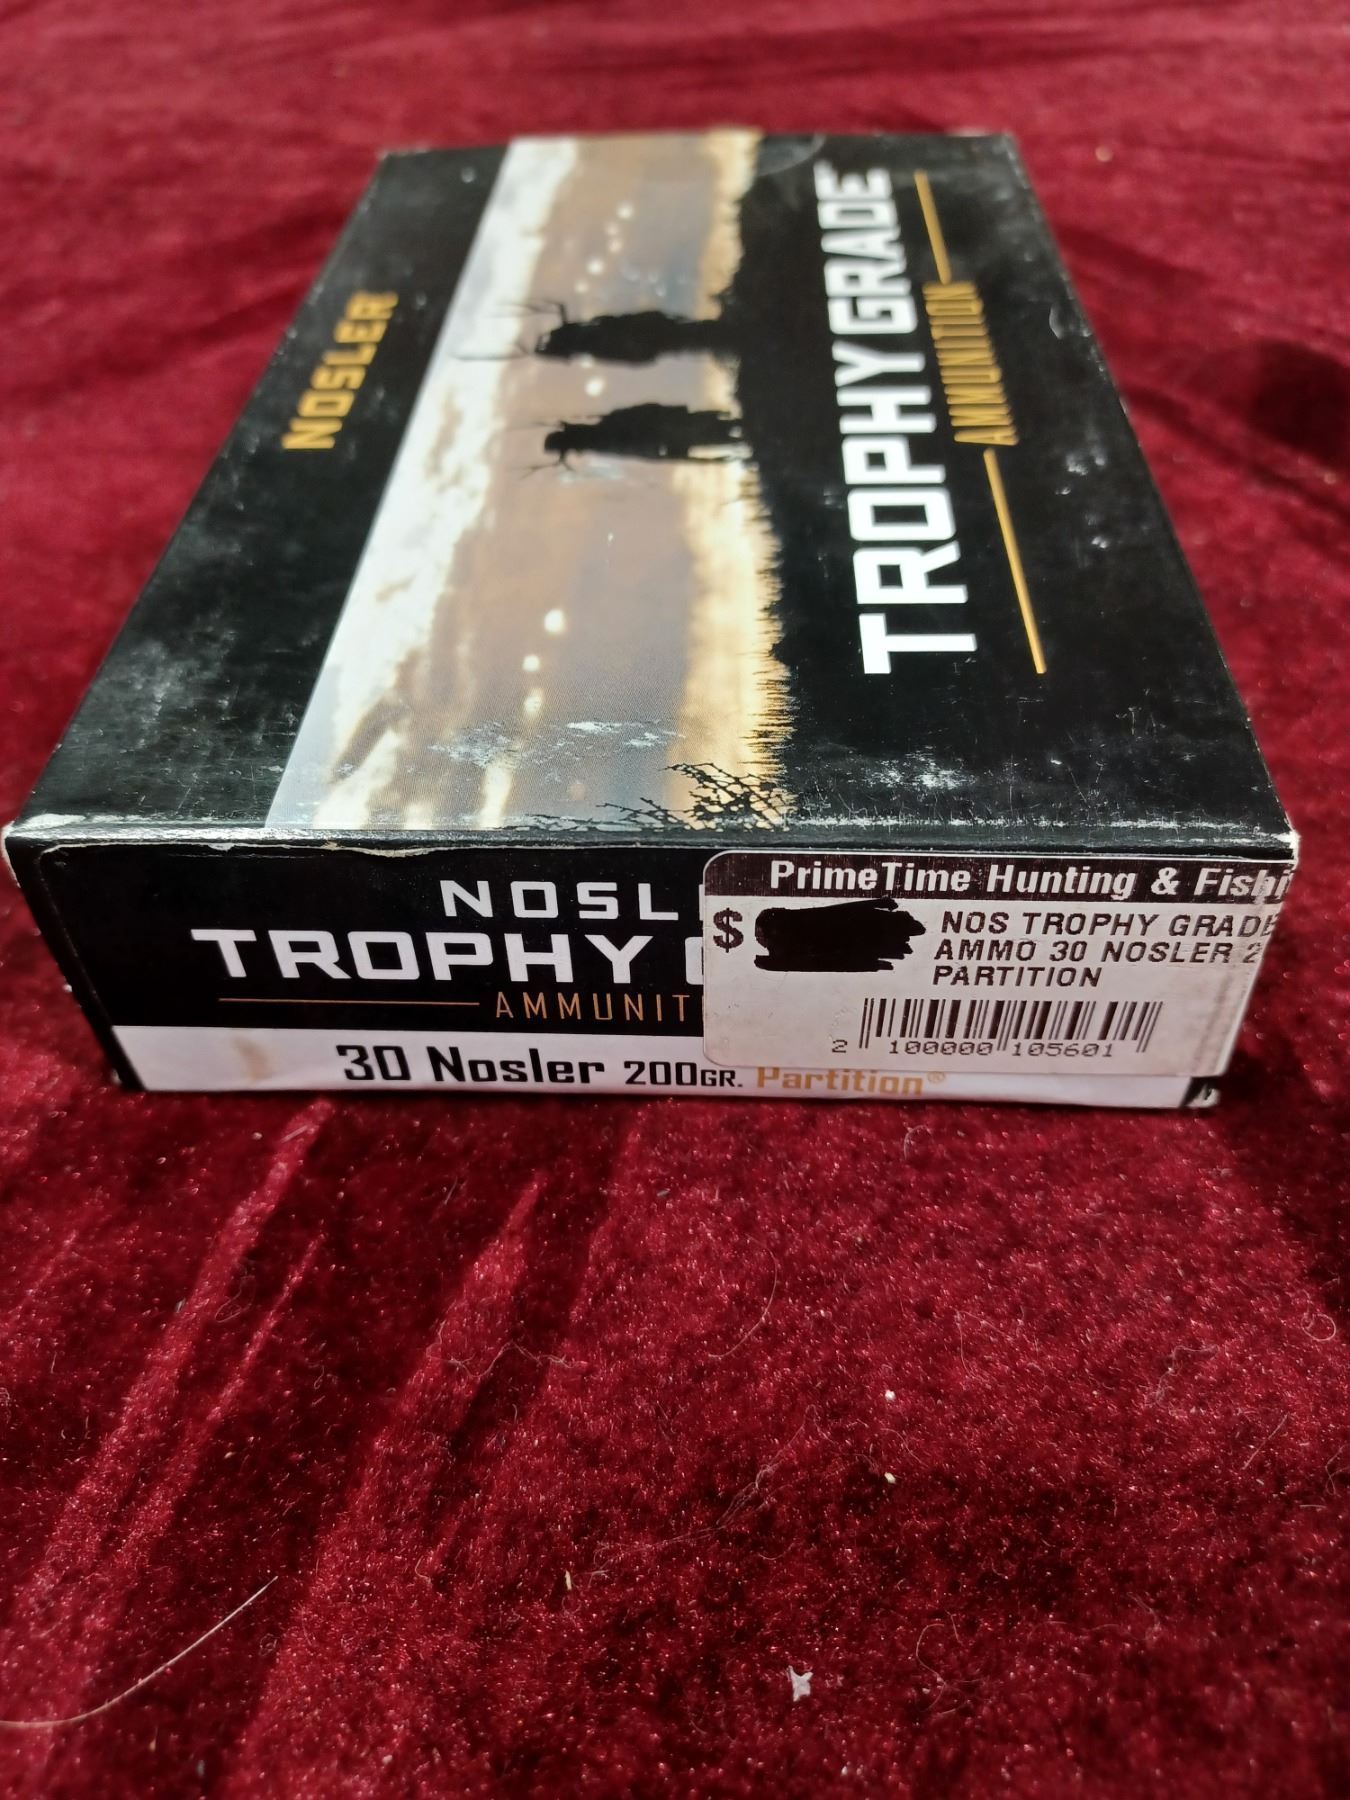 NOSLER
TROPHY GRADE
AMMUNITION
NOSL
TROPHY G
AMMUNIT
30 Nosler 200GR. Partition®
PrimeTime Hunting & Fishi
$
NOS TROPHY GRADE
AMMO 30 NOSLER 2
PARTITION
2 100000 105601